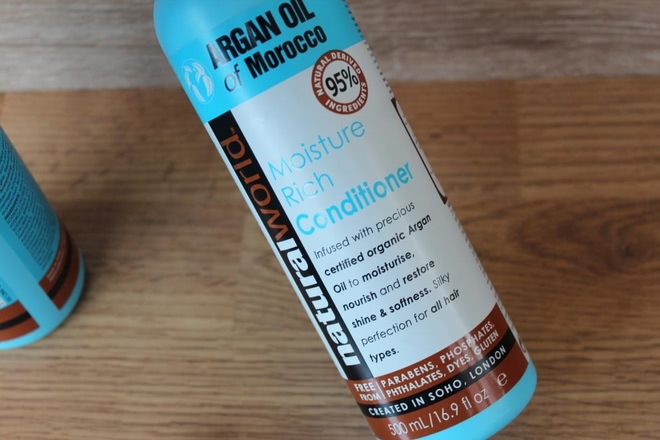 ARGAN OIL
of Morocco
NATURAL DERIVED
95%
INGREDIENTS
naturalworld™
Moisture
Rich
Conditioner
Infused with precious
certified organic Argan
Oil to moisturise,
nourish and restore
shine & softness. Silky
perfection for all hair
types.
FREE FROM
PARABENS, PHOSPHATES,
PHTHALATES, DYES, GLUTEN
CREATED IN SOHO, LONDON
500 mL/16.9 fl oz e